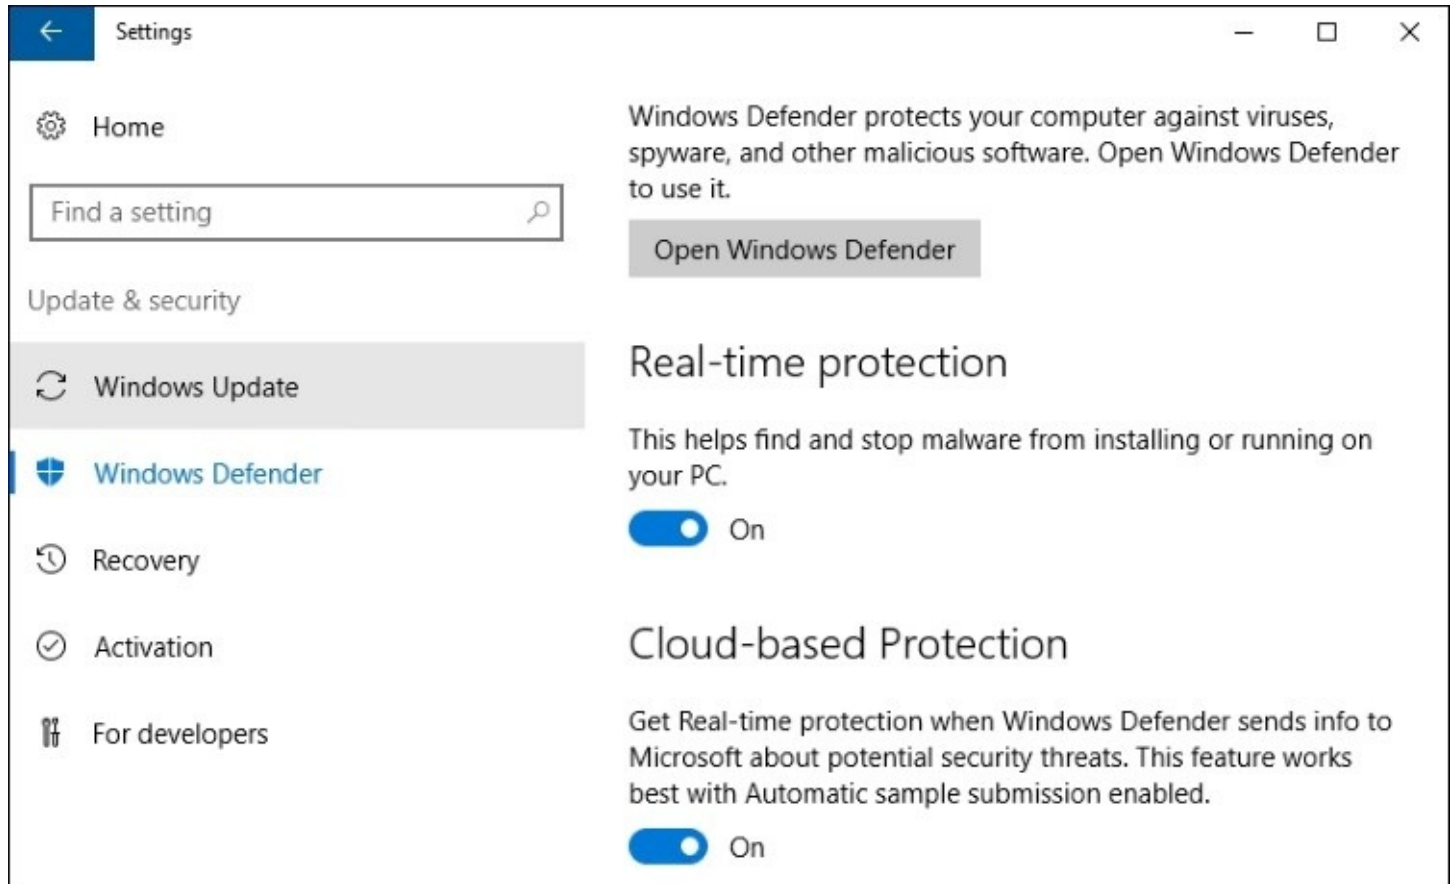 Settings
Home
Find a setting
Update & security
Windows Update
Windows Defender
Recovery
Activation
For developers
Windows Defender protects your computer against viruses,
spyware, and other malicious software. Open Windows Defender
to use it.
Open Windows Defender
Real-time protection
This helps find and stop malware from installing or running on
your PC.
On
Cloud-based Protection
Get Real-time protection when Windows Defender sends info to
Microsoft about potential security threats. This feature works
best with Automatic sample submission enabled.
On